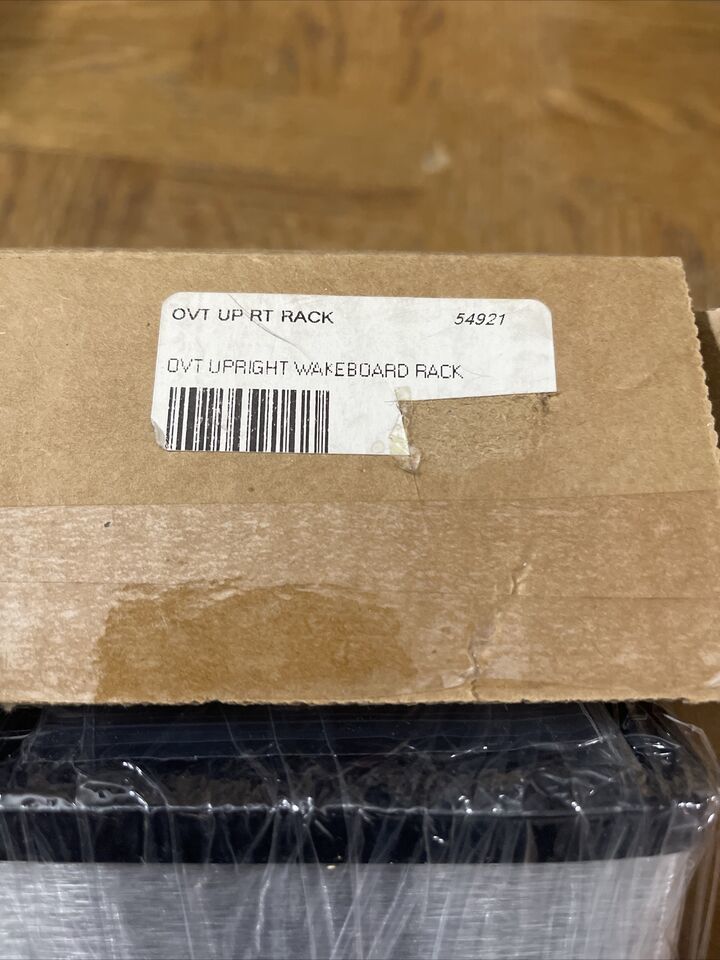 OVT UP RT RACK 54921
OVT UPRIGHT WAKEBOARD RACK